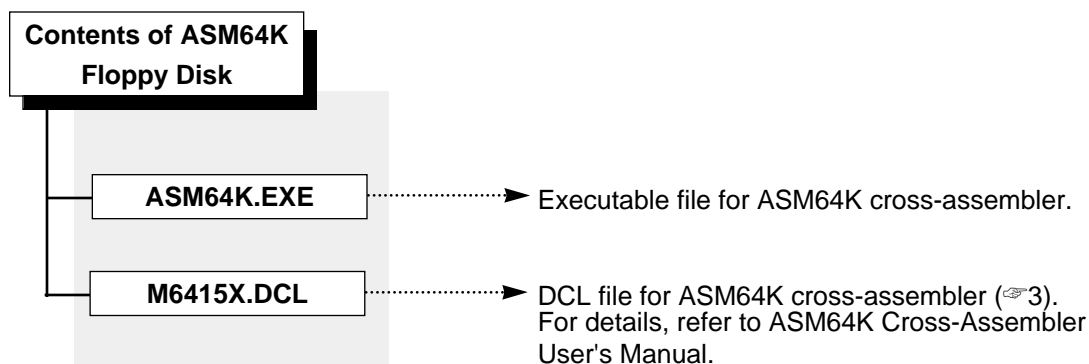 Contents of ASM64K
Floppy Disk
ASM64K.EXE
Executable file for ASM64K cross-assembler.
M6415X.DCL
DCL file for ASM64K cross-assembler (☞3).
For details, refer to ASM64K Cross-Assembler
User's Manual.